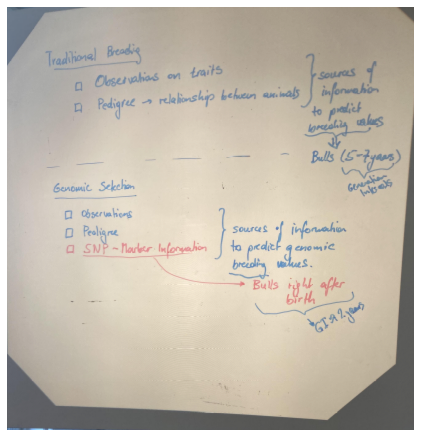 Traditional Breeding
□ Observations on traits
□ Pedigree → relationship between animals
sources of
information
to predict
breeding values
⇓
Bulls (5-7 years)
Generation
Intervals
Genomic Selection
□ Observations
□ Pedigree
□ SNP-Marker Information
sources of information
to predict genomic
breeding values.
→ Bulls right after
birth
2 years